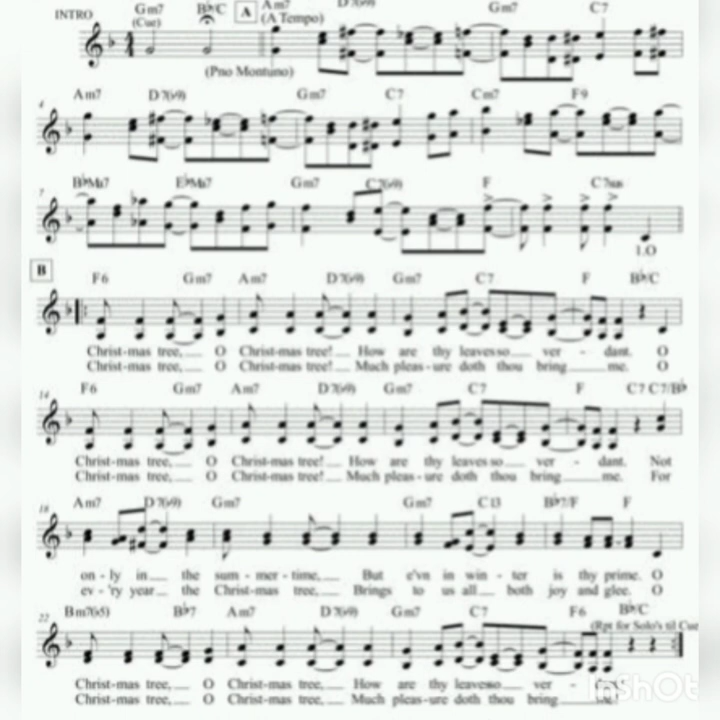 INTRO Gm7 B♭/C A Am7 D7(♭9) Gm7 C7
(Cue) (A Tempo)
(Pno Montuno)
4 Am7 D7(♭9) Gm7 C7 Cm7 F9
7 B♭Ma7 E♭Ma7 Gm7 C7(♭9) F C7sus
1.O
B
F6 Gm7 Am7 D7(♭9) Gm7 C7 F B♭/C
Christ-mas tree, O Christ-mas tree! How are thy leaves so ver - dant. O
Christ-mas tree, O Christ-mas tree! Much pleas-ure doth thou bring me. O
14 F6 Gm7 Am7 D7(♭9) Gm7 C7 F C7 C7/B♭
Christ-mas tree, O Christ-mas tree! How are thy leaves so ver - dant. Not
Christ-mas tree, O Christ-mas tree! Much pleas-ure doth thou bring me. For
18 Am7 D7(♭9) Gm7 Gm7 C13 B♭7/F F
on - ly in the sum - mer - time, But e'vn in win - ter is thy prime. O
ev - 'ry year the Christ-mas tree, Brings to us all both joy and glee. O
22 Bm7(♭5) B♭7 Am7 D7(♭9) Gm7 C7 F6 B♭/C
(Rpt for Solo's til Cue
Christ-mas tree, O Christ-mas tree, How are thy leaves so ver -
Christ-mas tree, O Christ-mas tree, Much pleas-ure doth thou bring
InShOt